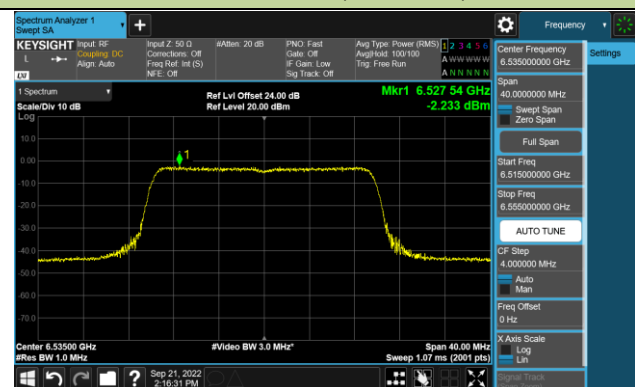 Spectrum Analyzer 1
Swept SA
Frequency
KEYSIGHT
L
LXI
Input: RF
Coupling: DC
Align: Auto
Input Z: 50 Ω
Corrections: Off
Freq Ref: Int (S)
NFE: Off
#Atten: 20 dB
PNO: Fast
Gate: Off
IF Gain: Low
Sig Track: Off
Avg Type: Power (RMS)
Avg|Hold: 100/100
Trig: Free Run
1 2 3 4 5 6
A W W W W W
A N N N N N
1 Spectrum
Scale/Div 10 dB
Log
Ref Lvl Offset 24.00 dB
Ref Level 20.00 dBm
Mkr1 6.527 54 GHz
-2.233 dBm
10.0
0.00
-10.0
-20.0
-30.0
-40.0
-50.0
-60.0
-70.0
1
Center 6.53500 GHz
#Res BW 1.0 MHz
#Video BW 3.0 MHz*
Span 40.00 MHz
Sweep 1.07 ms (2001 pts)
Sep 21, 2022
2:16:31 PM
Center Frequency
6.535000000 GHz
Settings
Span
40.0000000 MHz
Swept Span
Zero Span
Full Span
Start Freq
6.515000000 GHz
Stop Freq
6.555000000 GHz
AUTO TUNE
CF Step
4.000000 MHz
Auto
Man
Freq Offset
0 Hz
X Axis Scale
Log
Lin
Signal Track